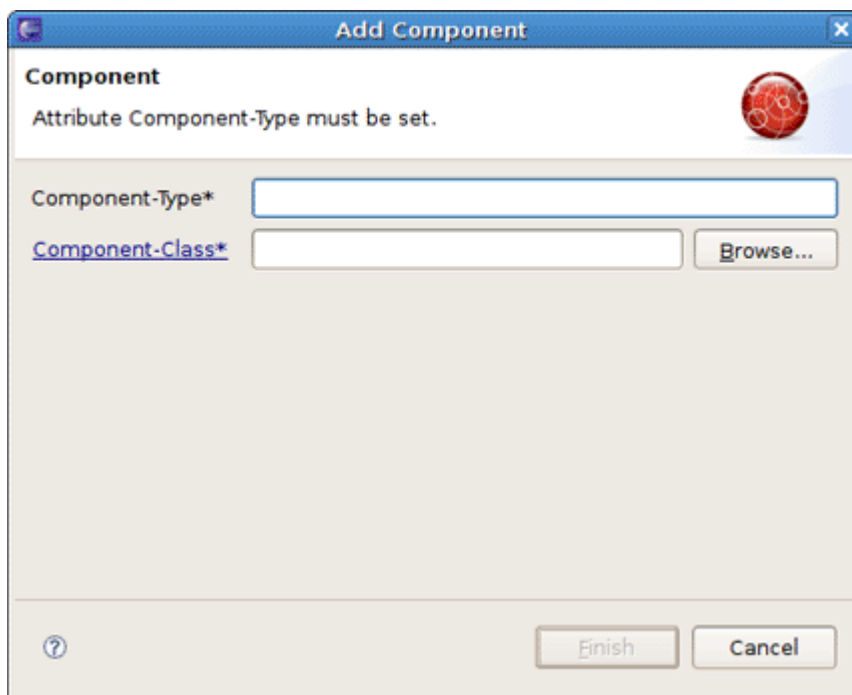 Add Component
Component
Attribute Component-Type must be set.
Component-Type*
Component-Class*
Browse...
Finish
Cancel